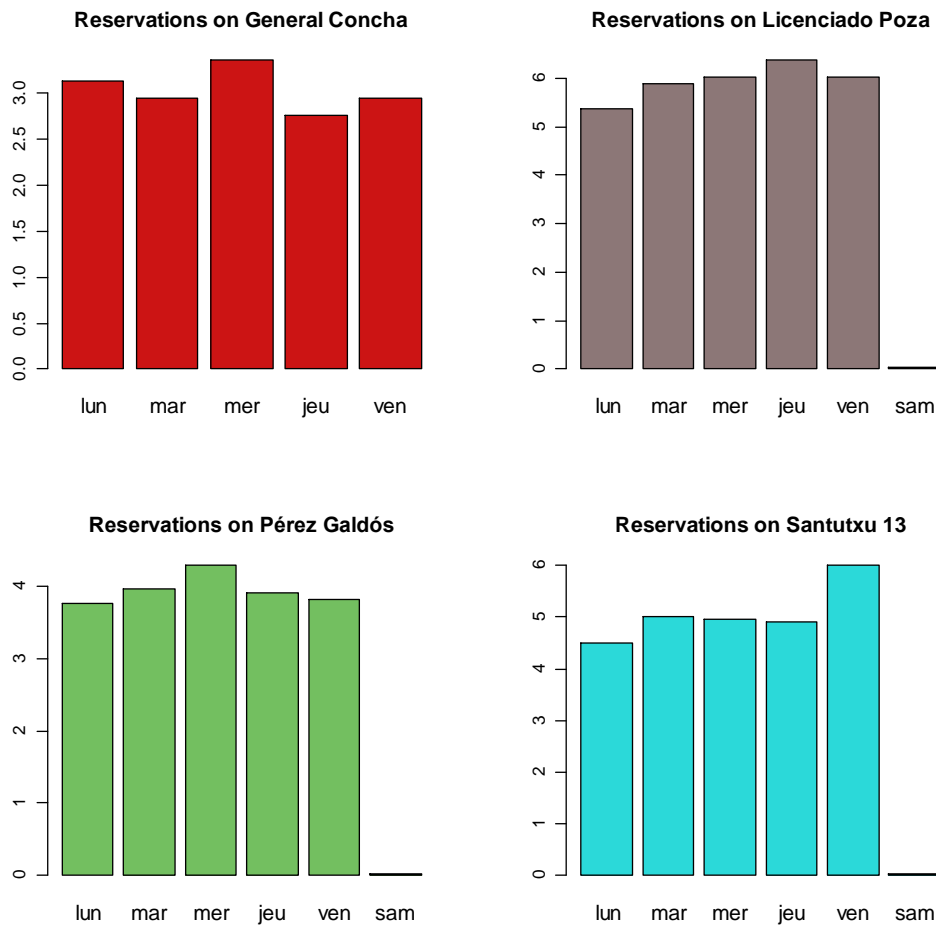 Reservations on General Concha
0.0 0.5 1.0 1.5 2.0 2.5 3.0
lun mar mer jeu ven
Reservations on Licenciado Poza
0 1 2 3 4 5 6
lun mar mer jeu ven sam
Reservations on Pérez Galdós
0 1 2 3 4
lun mar mer jeu ven sam
Reservations on Santutxu 13
0 1 2 3 4 5 6
lun mar mer jeu ven sam